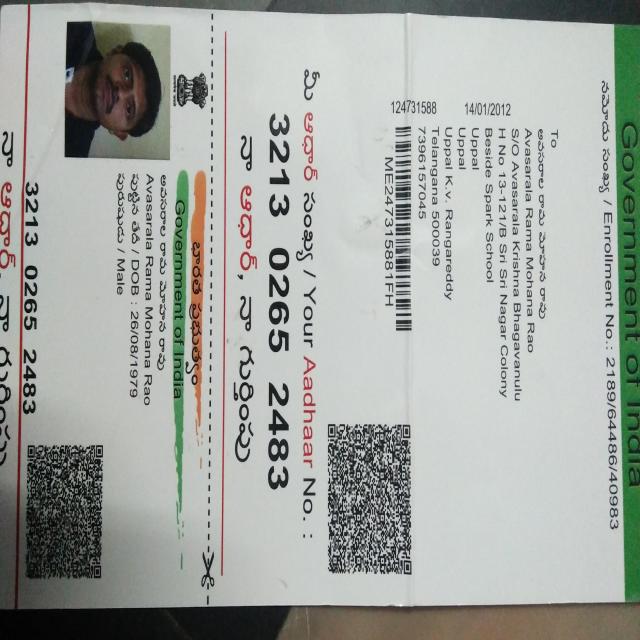 Government of India
నమోదు సంఖ్య / Enrollment No.: 2189/64486/40983
To
అవసరాల రామ మోహన రావు
Avasarala Rama Mohana Rao
S/O Avasarala Krishna Bhagavanulu
H No 13-121/B Sri Sri Nagar Colony
Beside Spark School
Uppal
Uppal
Uppal K.v. Rangareddy
Telangana 500039
7396157045
124731588 14/01/2012
ME247315881FH
మీ ఆధార్ సంఖ్య / Your Aadhaar No. :
3213 0265 2483
నా ఆధార్, నా గుర్తింపు
భారత ప్రభుత్వం
Government of India
అవసరాల రామ మోహన రావు
Avasarala Rama Mohana Rao
పుట్టిన తేదీ / DOB : 26/08/1979
పురుషుడు / Male
3213 0265 2483
నా ఆధార్, నా గుర్తింపు